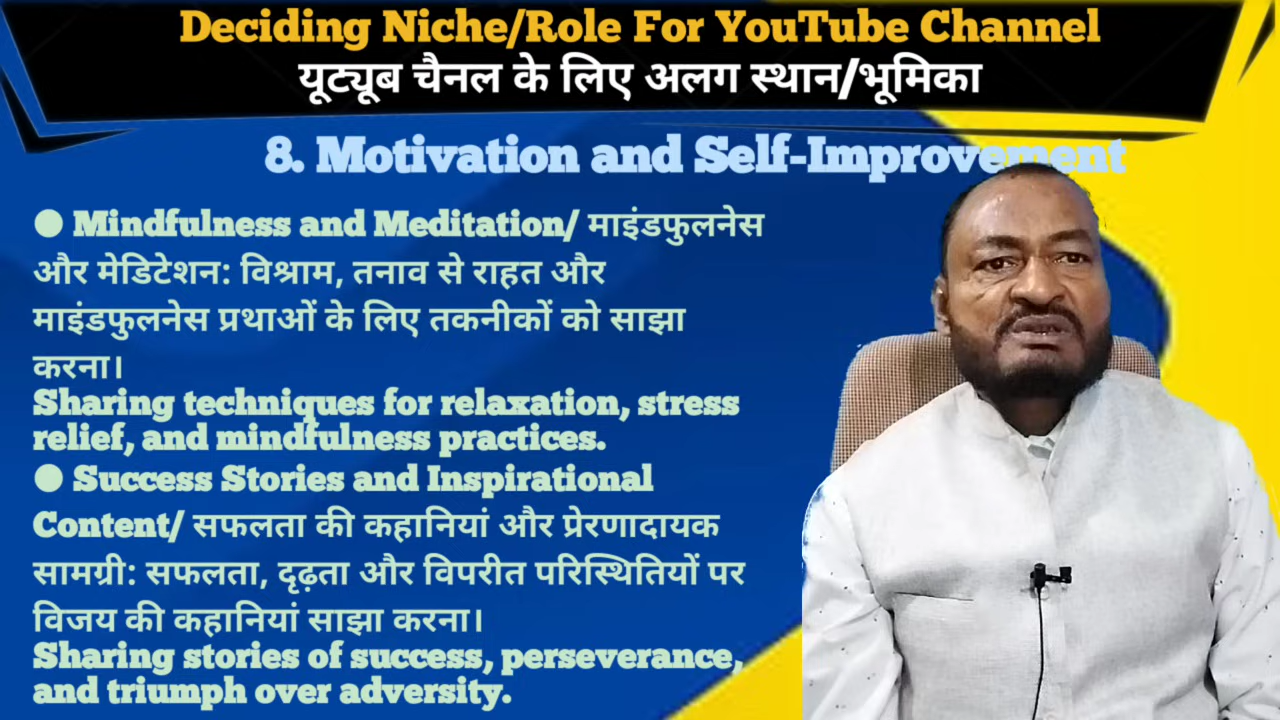 Deciding Niche/Role For YouTube Channel
यूट्यूब चैनल के लिए अलग स्थान/भूमिका
8. Motivation and Self-Improvement
● Mindfulness and Meditation/ माइंडफुलनेस
और मेडिटेशन: विश्राम, तनाव से राहत और
माइंडफुलनेस प्रथाओं के लिए तकनीकों को साझा
करना।
Sharing techniques for relaxation, stress
relief, and mindfulness practices.
● Success Stories and Inspirational
Content/ सफलता की कहानियां और प्रेरणादायक
सामग्री: सफलता, दृढ़ता और विपरीत परिस्थितियों पर
विजय की कहानियां साझा करना।
Sharing stories of success, perseverance,
and triumph over adversity.